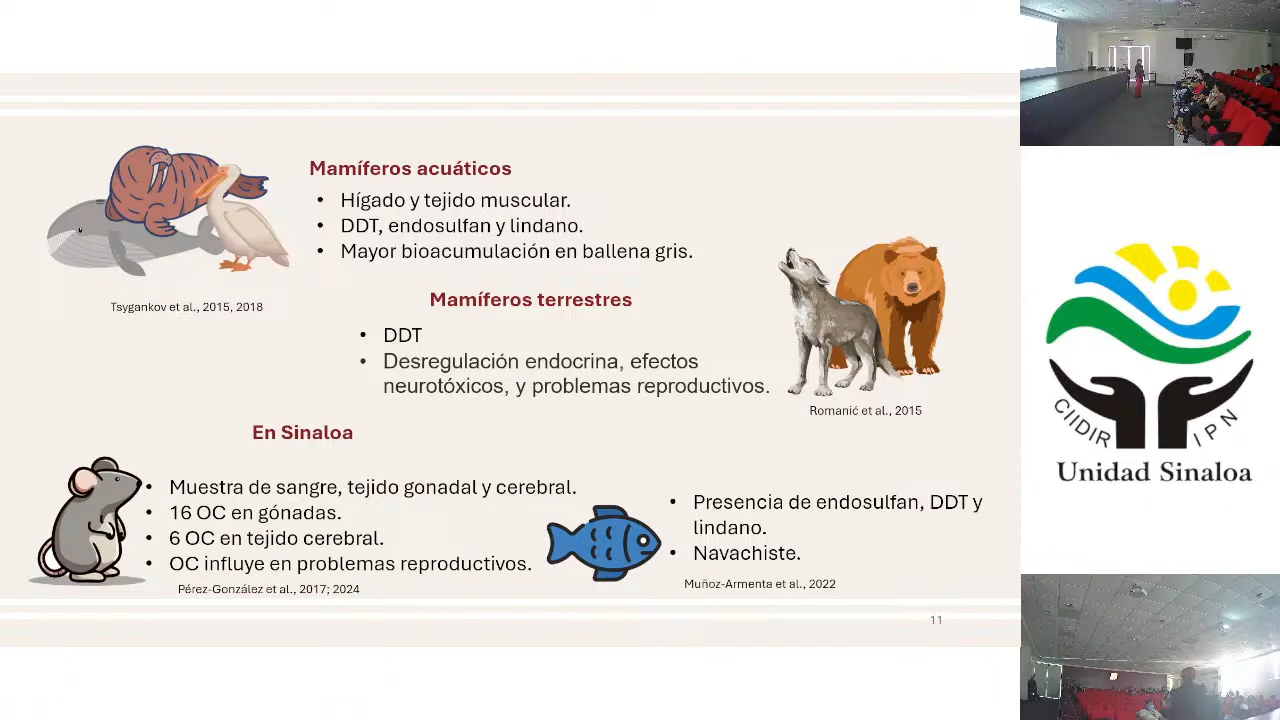 Mamíferos acuáticos
• Hígado y tejido muscular.
• DDT, endosulfan y lindano.
• Mayor bioacumulación en ballena gris.
Tsygankov et al., 2015, 2018
Mamíferos terrestres
• DDT
• Desregulación endocrina, efectos
neurotóxicos, y problemas reproductivos.
Romanić et al., 2015
En Sinaloa
• Muestra de sangre, tejido gonadal y cerebral.
• 16 OC en gónadas.
• 6 OC en tejido cerebral.
• OC influye en problemas reproductivos.
Pérez-González et al., 2017; 2024
• Presencia de endosulfan, DDT y
lindano.
• Navachiste.
Muñoz-Armenta et al., 2022
11
CIIDIR IPN
Unidad Sinaloa